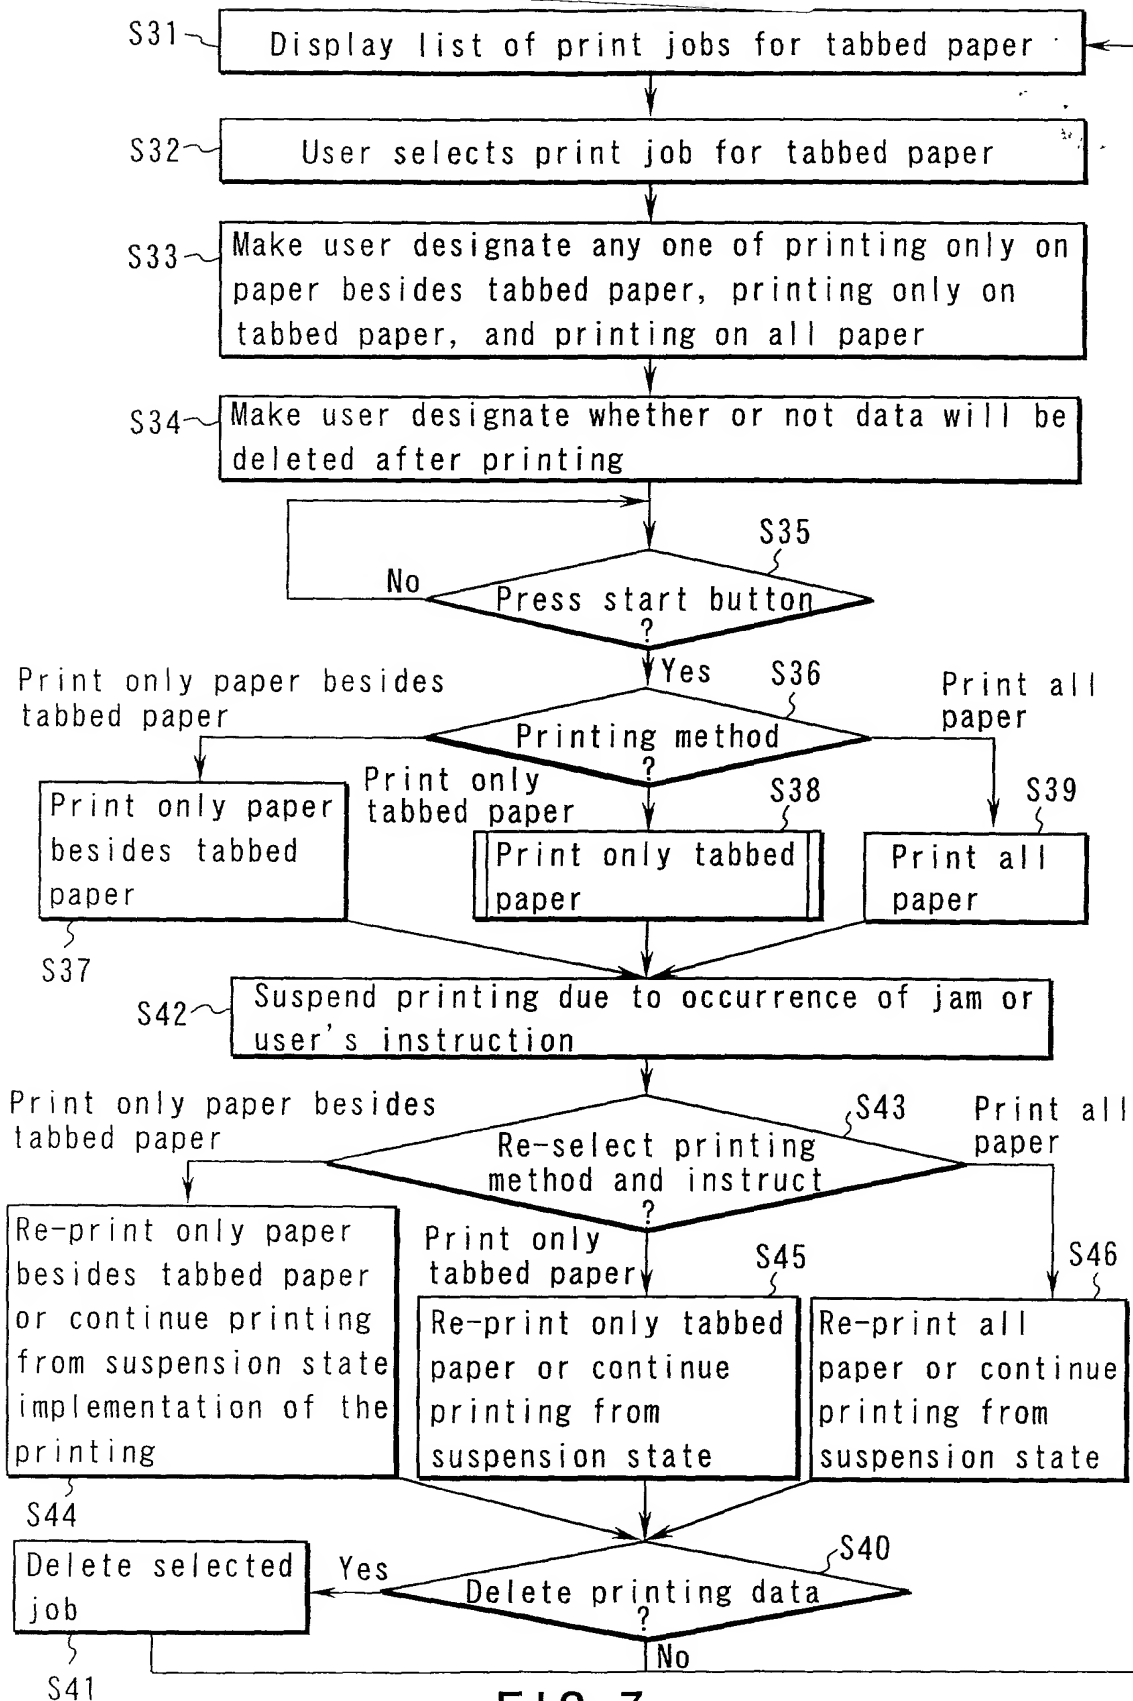 S31
Display list of print jobs for tabbed paper
S32
User selects print job for tabbed paper
S33
Make user designate any one of printing only on
paper besides tabbed paper, printing only on
tabbed paper, and printing on all paper
S34
Make user designate whether or not data will be
deleted after printing
S35
No
Press start button
?
Yes
S36
Print only paper besides
tabbed paper
Print all
paper
Printing method
?
Print only
tabbed paper
S38
S39
Print only paper
besides tabbed
paper
Print only tabbed
paper
Print all
paper
S37
S42
Suspend printing due to occurrence of jam or
user's instruction
Print only paper besides
tabbed paper
S43
Print all
paper
Re-select printing
method and instruct
?
Print only
tabbed paper
S45
S46
Re-print only paper
besides tabbed paper
or continue printing
from suspension state
implementation of the
printing
Re-print only tabbed
paper or continue
printing from
suspension state
Re-print all
paper or continue
printing from
suspension state
S44
S40
Delete selected
job
Yes
Delete printing data
?
No
S41